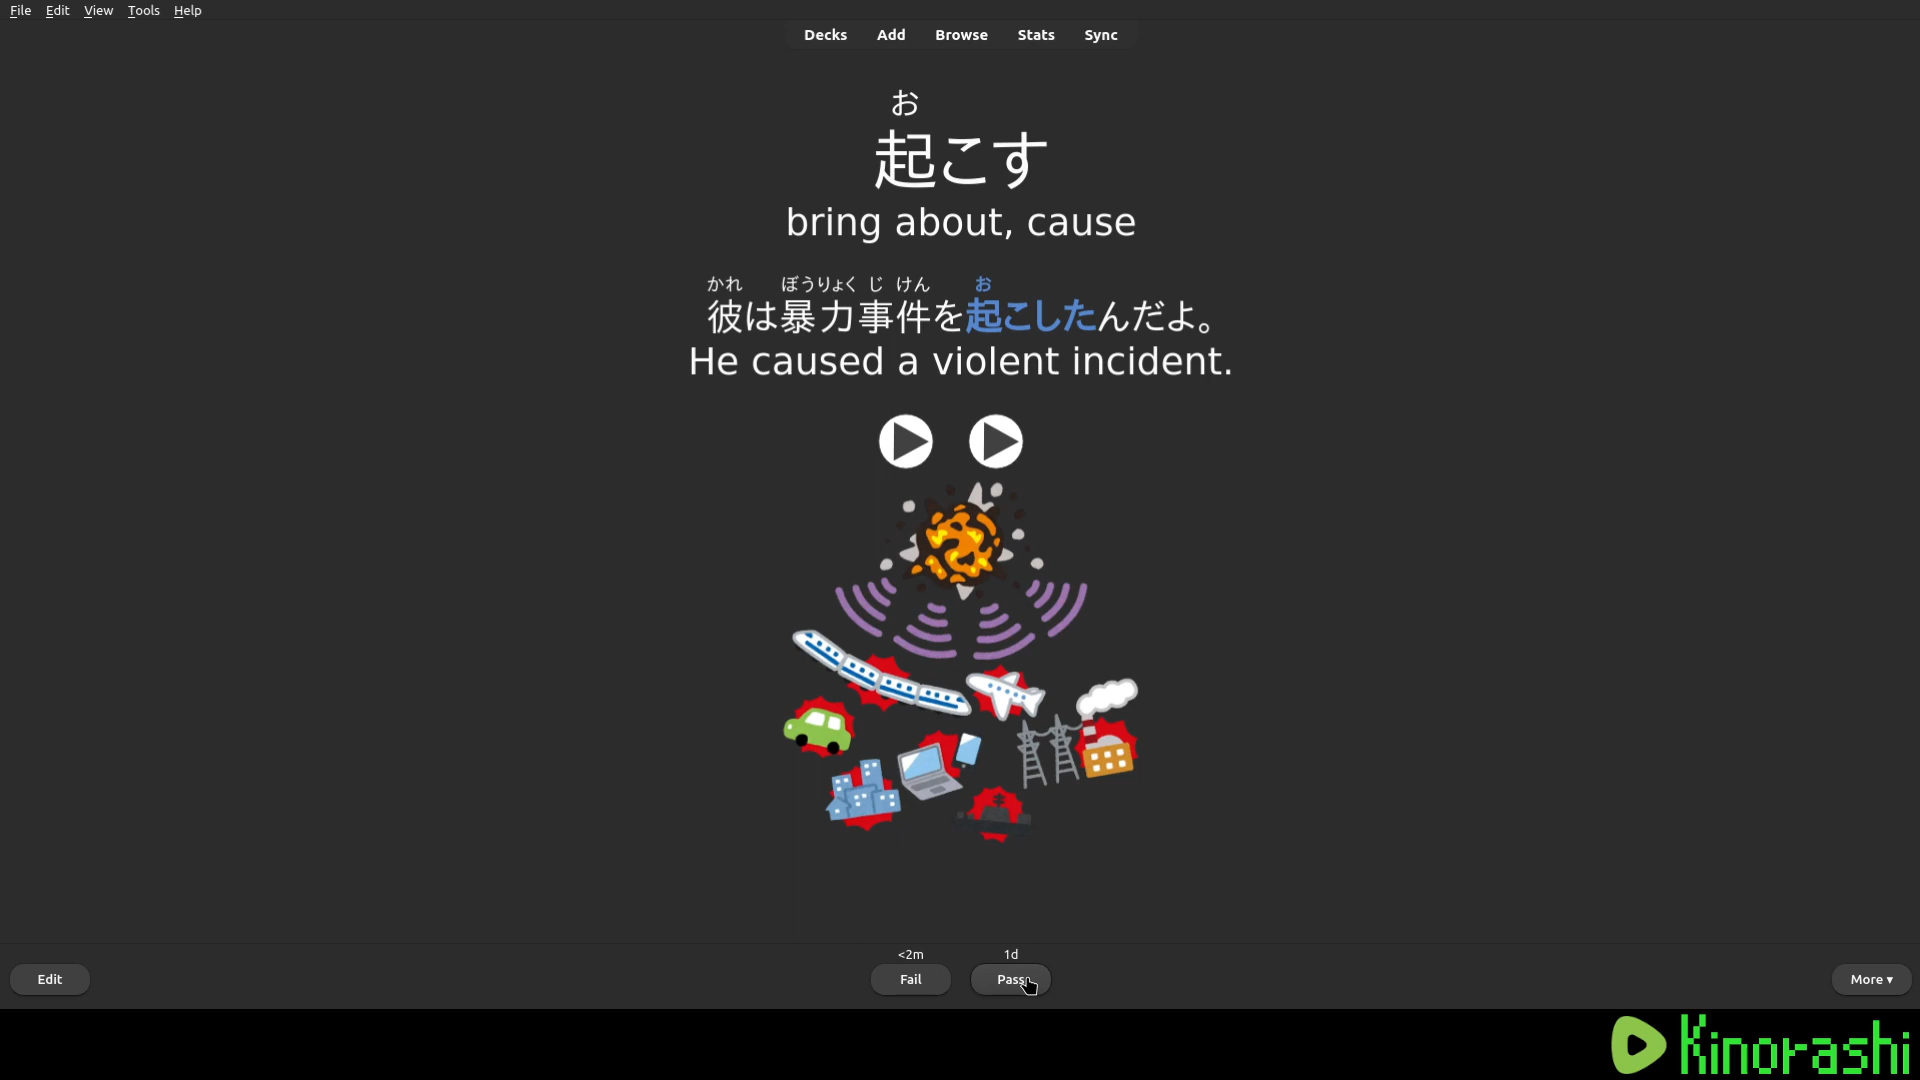 File Edit View Tools Help
Decks Add Browse Stats Sync
お
起こす
bring about, cause
かれ ぼうりょく じ けん お
彼は暴力事件を起こしたんだよ。
He caused a violent incident.
<2m 1d
Edit Fail Pass More ▾
Kinorashi